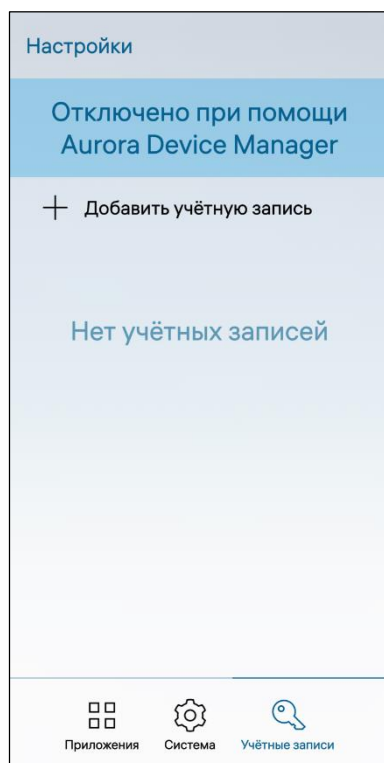 Настройки
Отключено при помощи
Aurora Device Manager
Добавить учётную запись
Нет учётных записей
Приложения Система Учётные записи